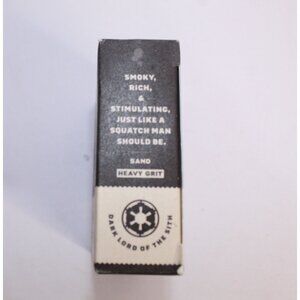 SMOKY,
RICH,
&
STIMULATING,
JUST LIKE A
SQUATCH MAN
SHOULD BE.
SAND
HEAVY GRIT
DARK LORD OF THE SITH